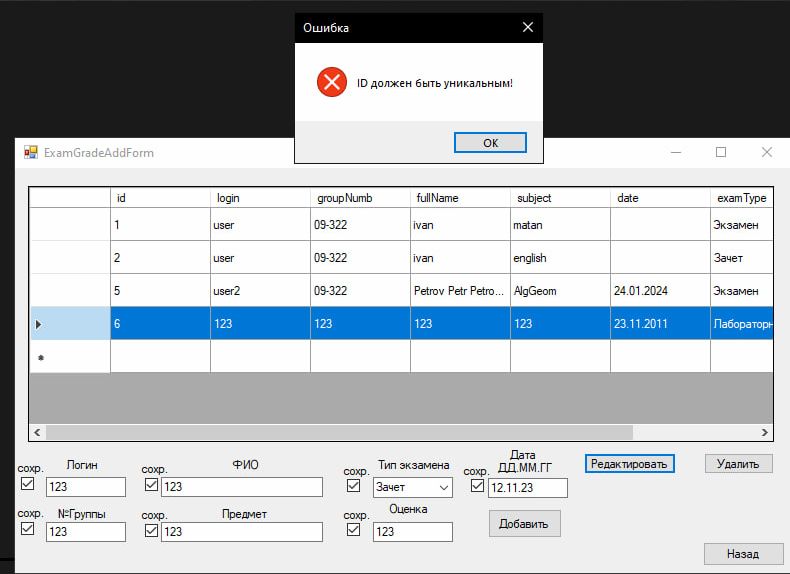 Ошибка
ID должен быть уникальным!
OK
ExamGradeAddForm
id login groupNumb fullName subject date examType
1 user 09-322 ivan matan Экзамен
2 user 09-322 ivan english Зачет
5 user2 09-322 Petrov Petr Petro... AlgGeom 24.01.2024 Экзамен
6 123 123 123 123 23.11.2011 Лабораторн
сохр. Логин сохр. ФИО сохр. Тип экзамена сохр. Дата
ДД.ММ.ГГ
Редактировать Удалить
123 123 Зачет 12.11.23
сохр. №Группы сохр. Предмет сохр. Оценка
123 123 123 Добавить
Назад